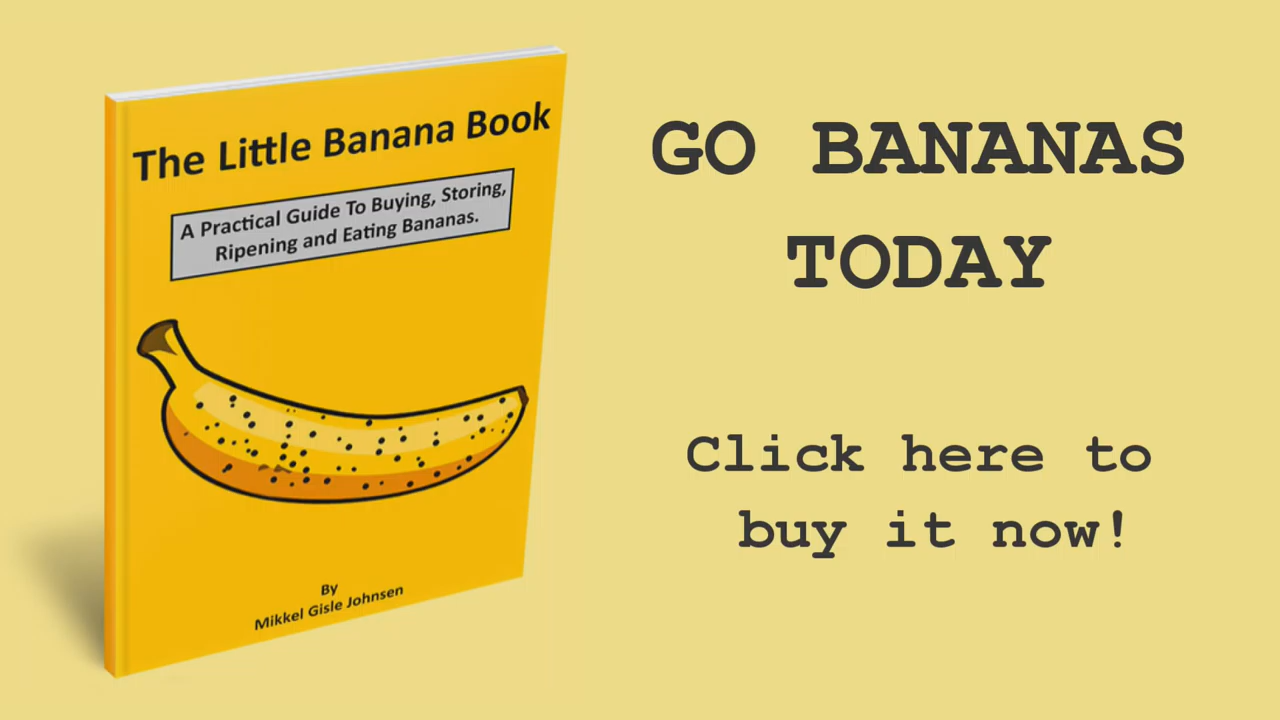 The Little Banana Book
A Practical Guide To Buying, Storing,
Ripening and Eating Bananas.
By
Mikkel Gisle Johnsen
GO BANANAS
TODAY
Click here to
buy it now!